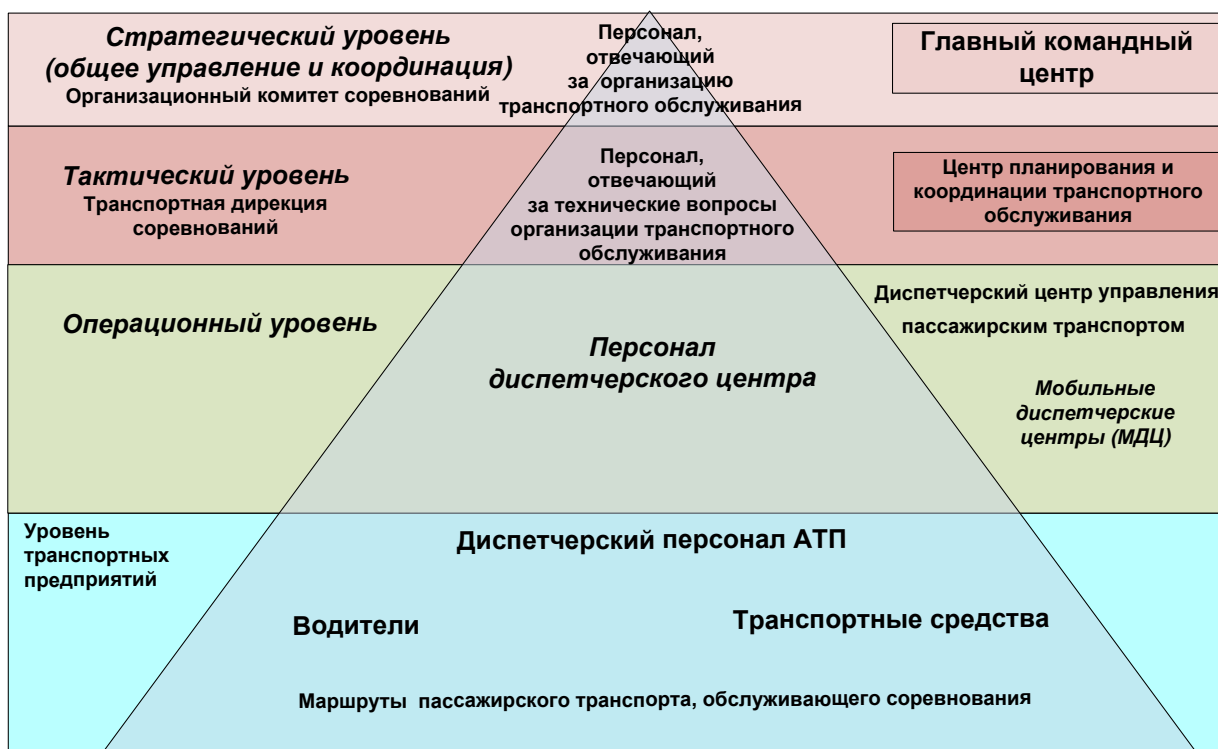 Стратегический уровень
(общее управление и координация)
Организационный комитет соревнований
Персонал,
отвечающий
за организацию
транспортного обслуживания
Главный командный
центр
Тактический уровень
Транспортная дирекция
соревнований
Персонал,
отвечающий
за технические вопросы
организации транспортного
обслуживания
Центр планирования и
координации транспортного
обслуживания
Операционный уровень
Персонал
диспетчерского центра
Диспетчерский центр управления
пассажирским транспортом
Мобильные
диспетчерские
центры (МДЦ)
Уровень
транспортных
предприятий
Диспетчерский персонал АТП
Водители
Транспортные средства
Маршруты пассажирского транспорта, обслуживающего соревнования